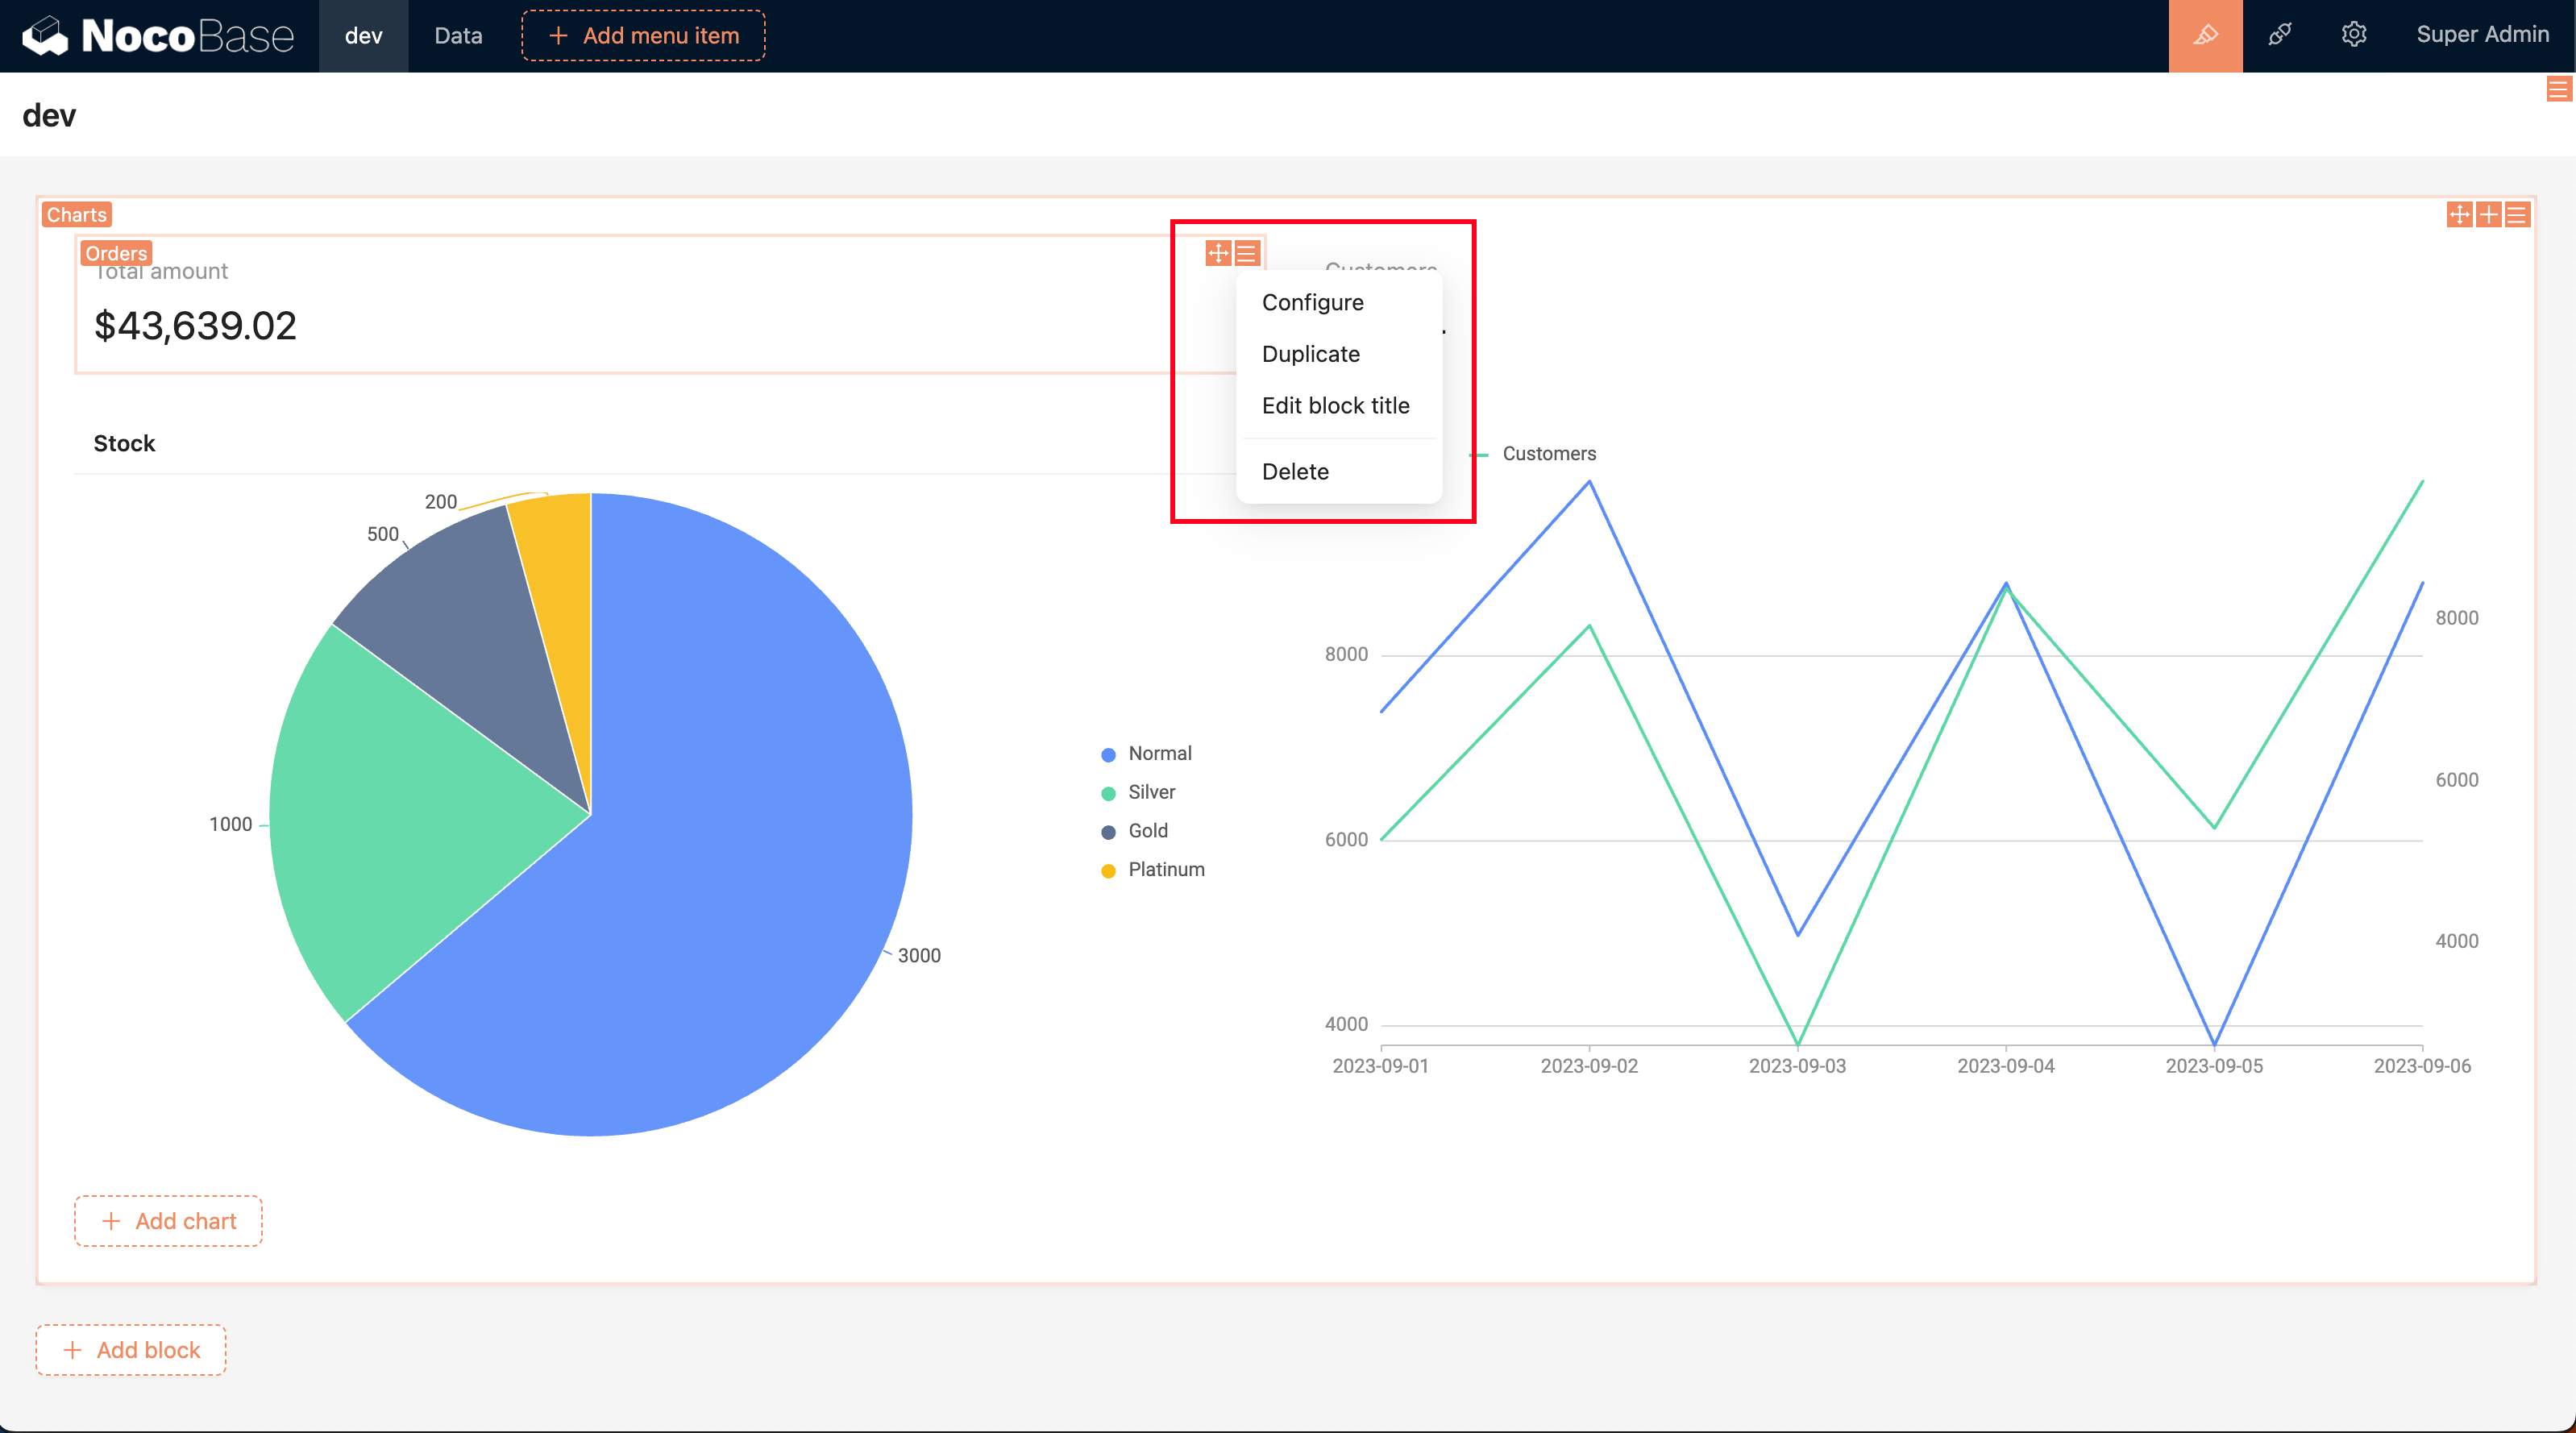 NocoBase dev Data + Add menu item Super Admin
dev
Charts
Orders
Total amount
Customers
$43,639.02
Configure
Duplicate
Edit block title
Delete
Stock
200
500
1000
3000
Normal
Silver
Gold
Platinum
Customers
8000
6000
4000
8000
6000
4000
2023-09-01 2023-09-02 2023-09-03 2023-09-04 2023-09-05 2023-09-06
+ Add chart
+ Add block